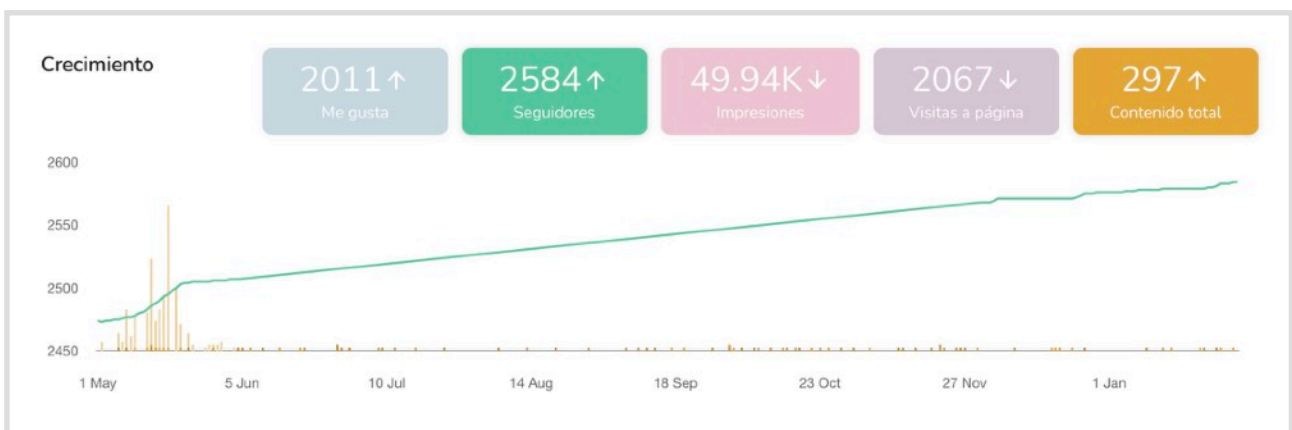 Crecimiento
2011↑
Me gusta
2584↑
Seguidores
49.94K↓
Impresiones
2067↓
Visitas a página
297↑
Contenido total
2600
2550
2500
2450
1 May 5 Jun 10 Jul 14 Aug 18 Sep 23 Oct 27 Nov 1 Jan